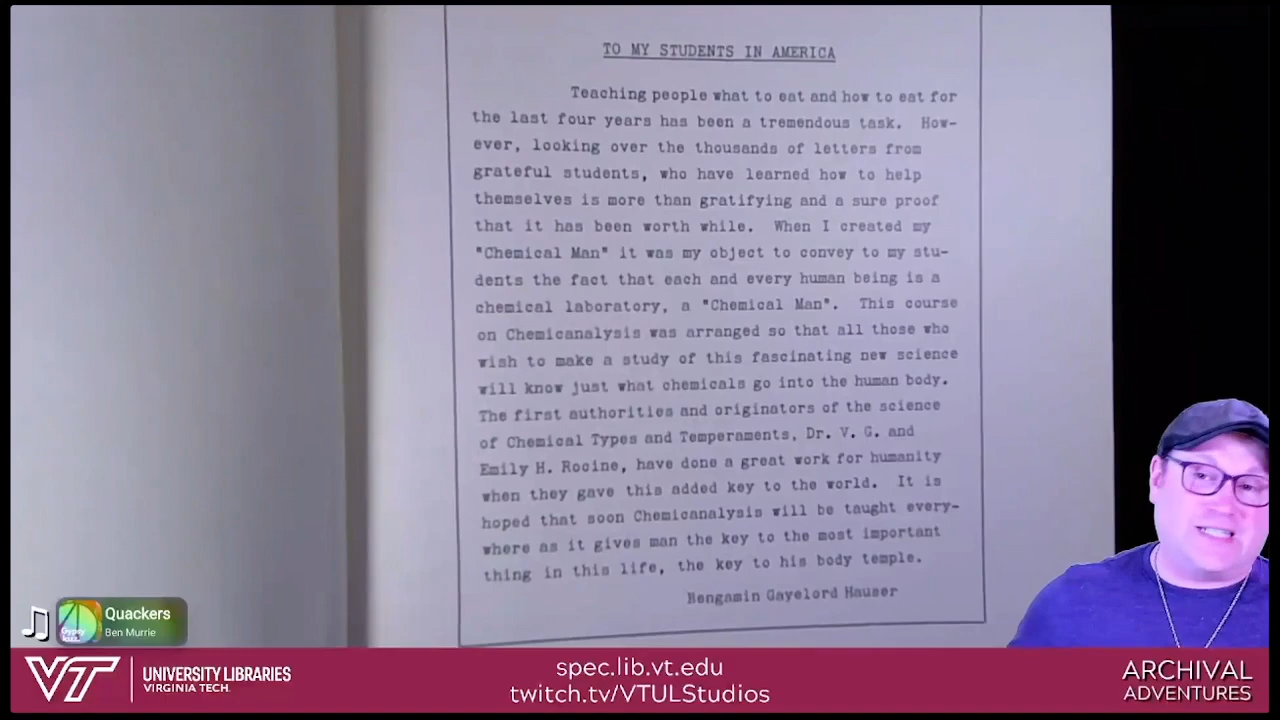 TO MY STUDENTS IN AMERICA
Teaching people what to eat and how to eat for
the last four years has been a tremendous task. How-
ever, looking over the thousands of letters from
grateful students, who have learned how to help
themselves is more than gratifying and a sure proof
that it has been worth while. When I created my
"Chemical Man" it was my object to convey to my stu-
dents the fact that each and every human being is a
chemical laboratory, a "Chemical Man". This course
on Chemicanalysis was arranged so that all those who
wish to make a study of this fascinating new science
will know just what chemicals go into the human body.
The first authorities and originators of the science
of Chemical Types and Temperaments, Dr. V. G. and
Emily H. Rocine, have done a great work for humanity
when they gave this added key to the world. It is
hoped that soon Chemicanalysis will be taught every-
where as it gives man the key to the most important
thing in this life, the key to his body temple.
Bengamin Gayelord Hauser
Quackers
Ben Murrie
Gypsy
Jazz
VT
UNIVERSITY LIBRARIES
VIRGINIA TECH.
spec.lib.vt.edu
twitch.tv/VTULStudios
ARCHIVAL
ADVENTURES